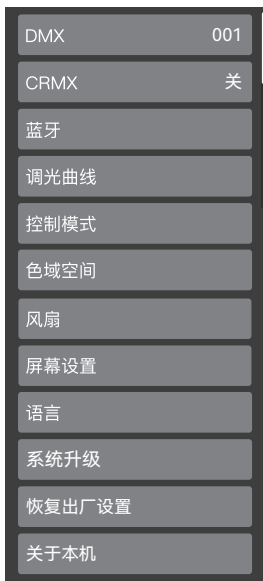 DMX 001
CRMX 关
蓝牙
调光曲线
控制模式
色域空间
风扇
屏幕设置
语言
系统升级
恢复出厂设置
关于本机